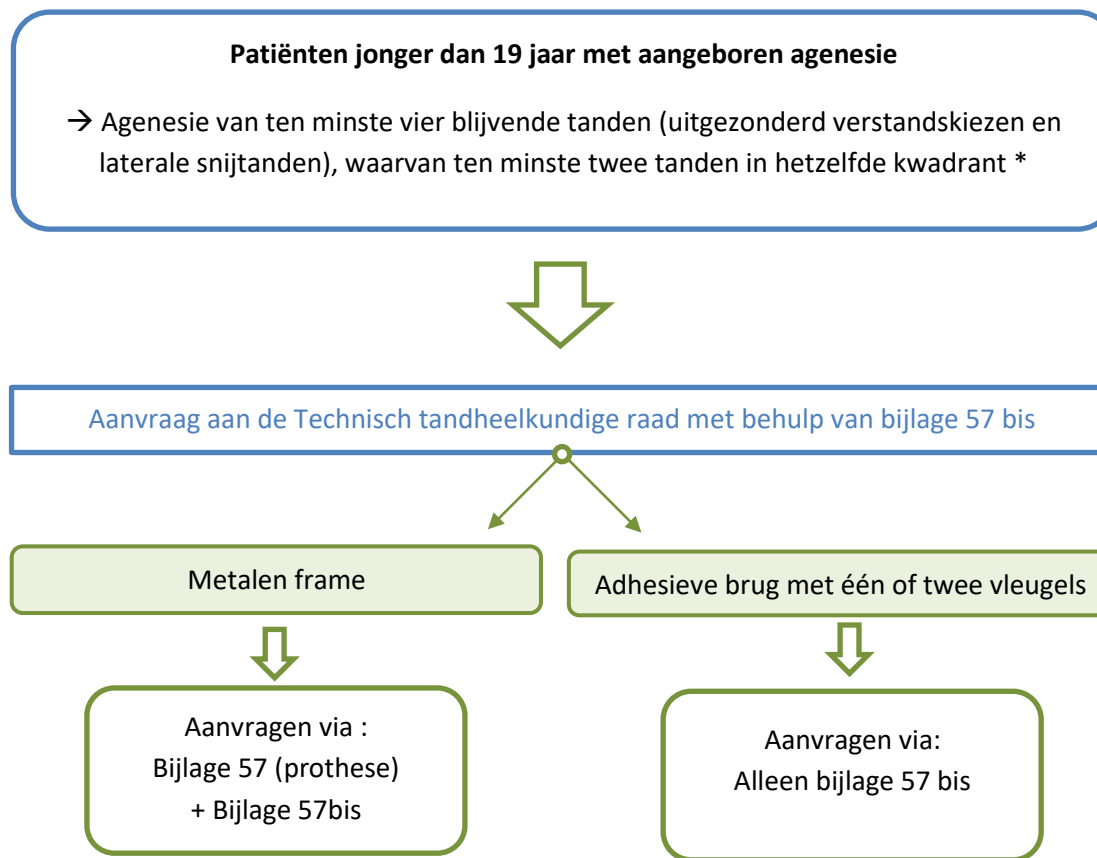 Patiënten jonger dan 19 jaar met aangeboren agenesie
→ Agenesie van ten minste vier blijvende tanden (uitgezonderd verstandskiezen en
laterale snijtanden), waarvan ten minste twee tanden in hetzelfde kwadrant *
Aanvraag aan de Technisch tandheelkundige raad met behulp van bijlage 57 bis
Metalen frame
Adhesieve brug met één of twee vleugels
Aanvragen via :
Bijlage 57 (prothese)
+ Bijlage 57bis
Aanvragen via:
Alleen bijlage 57 bis